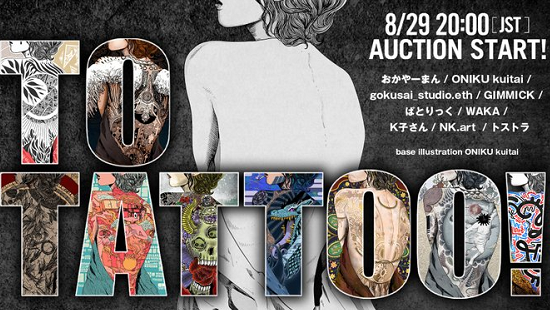 8/29 20:00[JST]
AUCTION START!
おかやーまん / ONIKU kuitai /
gokusai_studio.eth / GIMMICK /
ぱとりっく / WAKA /
K子さん / NK.art / トストラ
base illustration ONIKU kuitai
TO
TATTOO!